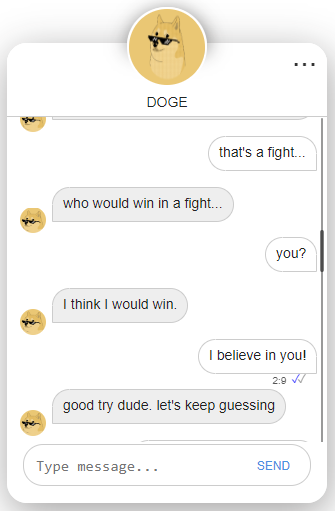 DOGE
that's a fight...
who would win in a fight...
you?
I think I would win.
I believe in you!
2:9
good try dude. let's keep guessing
Type message...
SEND